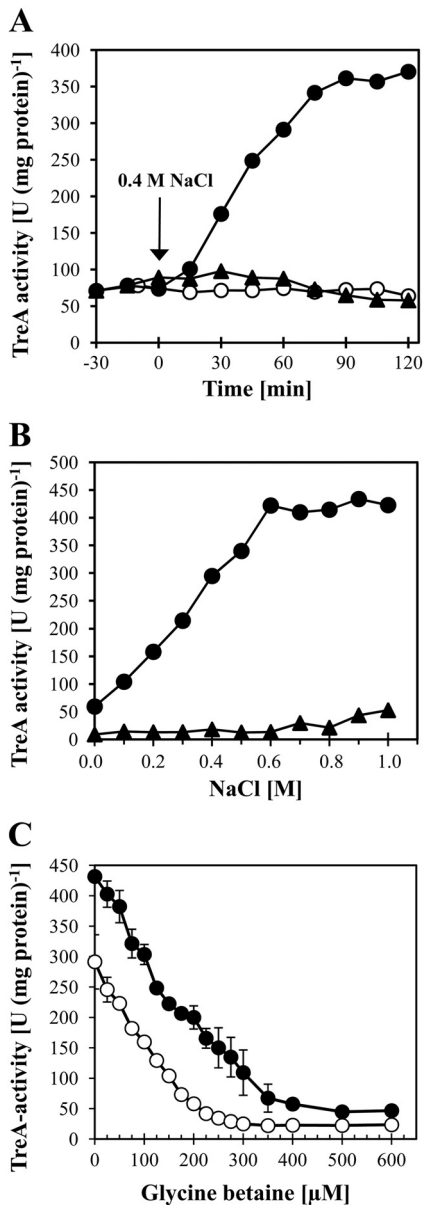 A
TreA activity [U (mg protein)-1]
400
350
300
250
200
150
100
50
0
0.4 M NaCl
-30 0 30 60 90 120
Time [min]
B
TreA activity [U (mg protein)-1]
500
450
400
350
300
250
200
150
100
50
0
0.0 0.2 0.4 0.6 0.8 1.0
NaCl [M]
C
TreA-activity [U (mg protein)-1]
450
400
350
300
250
200
150
100
50
0
0 100 200 300 400 500 600
Glycine betaine [µM]